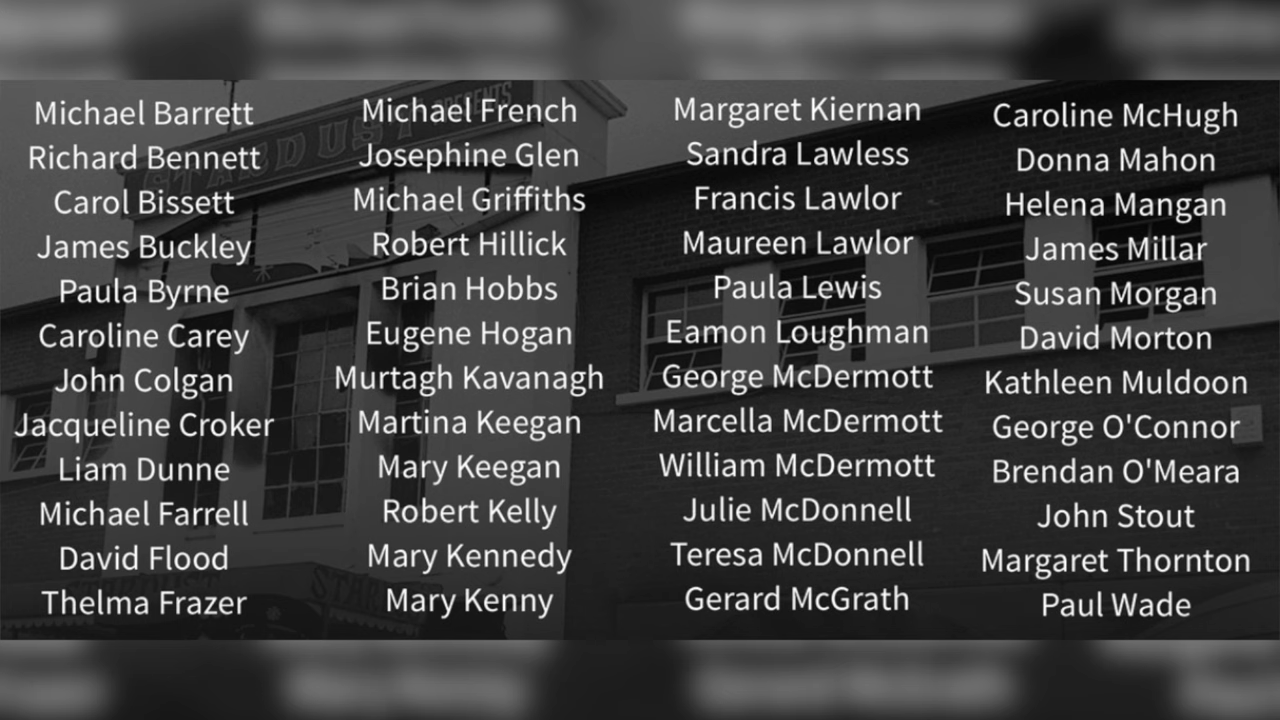 Michael Barrett
Richard Bennett
Carol Bissett
James Buckley
Paula Byrne
Caroline Carey
John Colgan
Jacqueline Croker
Liam Dunne
Michael Farrell
David Flood
Thelma Frazer
Michael French
Josephine Glen
Michael Griffiths
Robert Hillick
Brian Hobbs
Eugene Hogan
Murtagh Kavanagh
Martina Keegan
Mary Keegan
Robert Kelly
Mary Kennedy
Mary Kenny
Margaret Kiernan
Sandra Lawless
Francis Lawlor
Maureen Lawlor
Paula Lewis
Eamon Loughman
George McDermott
Marcella McDermott
William McDermott
Julie McDonnell
Teresa McDonnell
Gerard McGrath
Caroline McHugh
Donna Mahon
Helena Mangan
James Millar
Susan Morgan
David Morton
Kathleen Muldoon
George O'Connor
Brendan O'Meara
John Stout
Margaret Thornton
Paul Wade
STARDUST